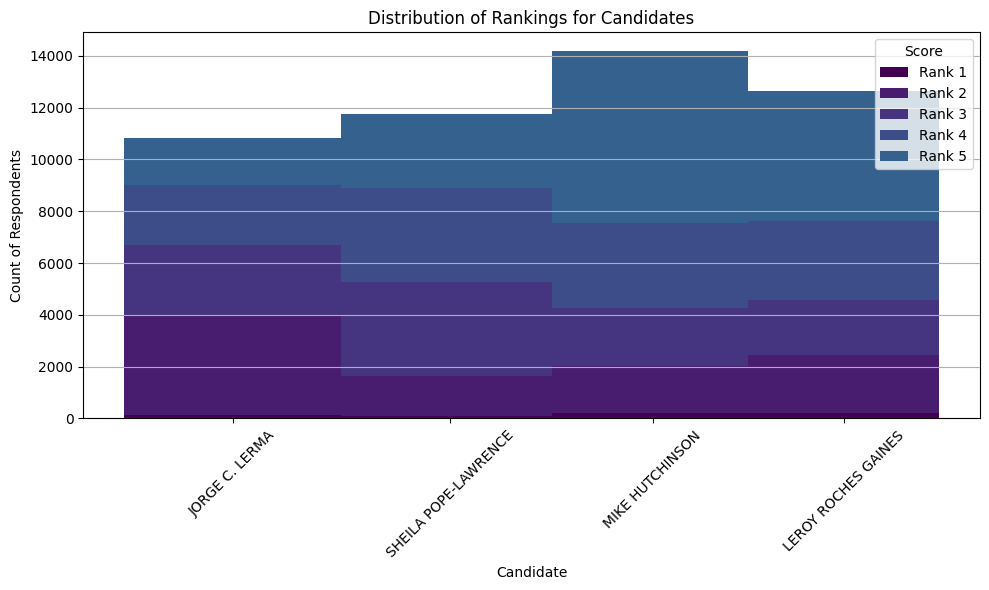 Distribution of Rankings for Candidates
Score
Rank 1
Rank 2
Rank 3
Rank 4
Rank 5
Count of Respondents
14000
12000
10000
8000
6000
4000
2000
0
JORGE C. LERMA
SHEILA POPE-LAWRENCE
MIKE HUTCHINSON
LEROY ROCHES GAINES
Candidate